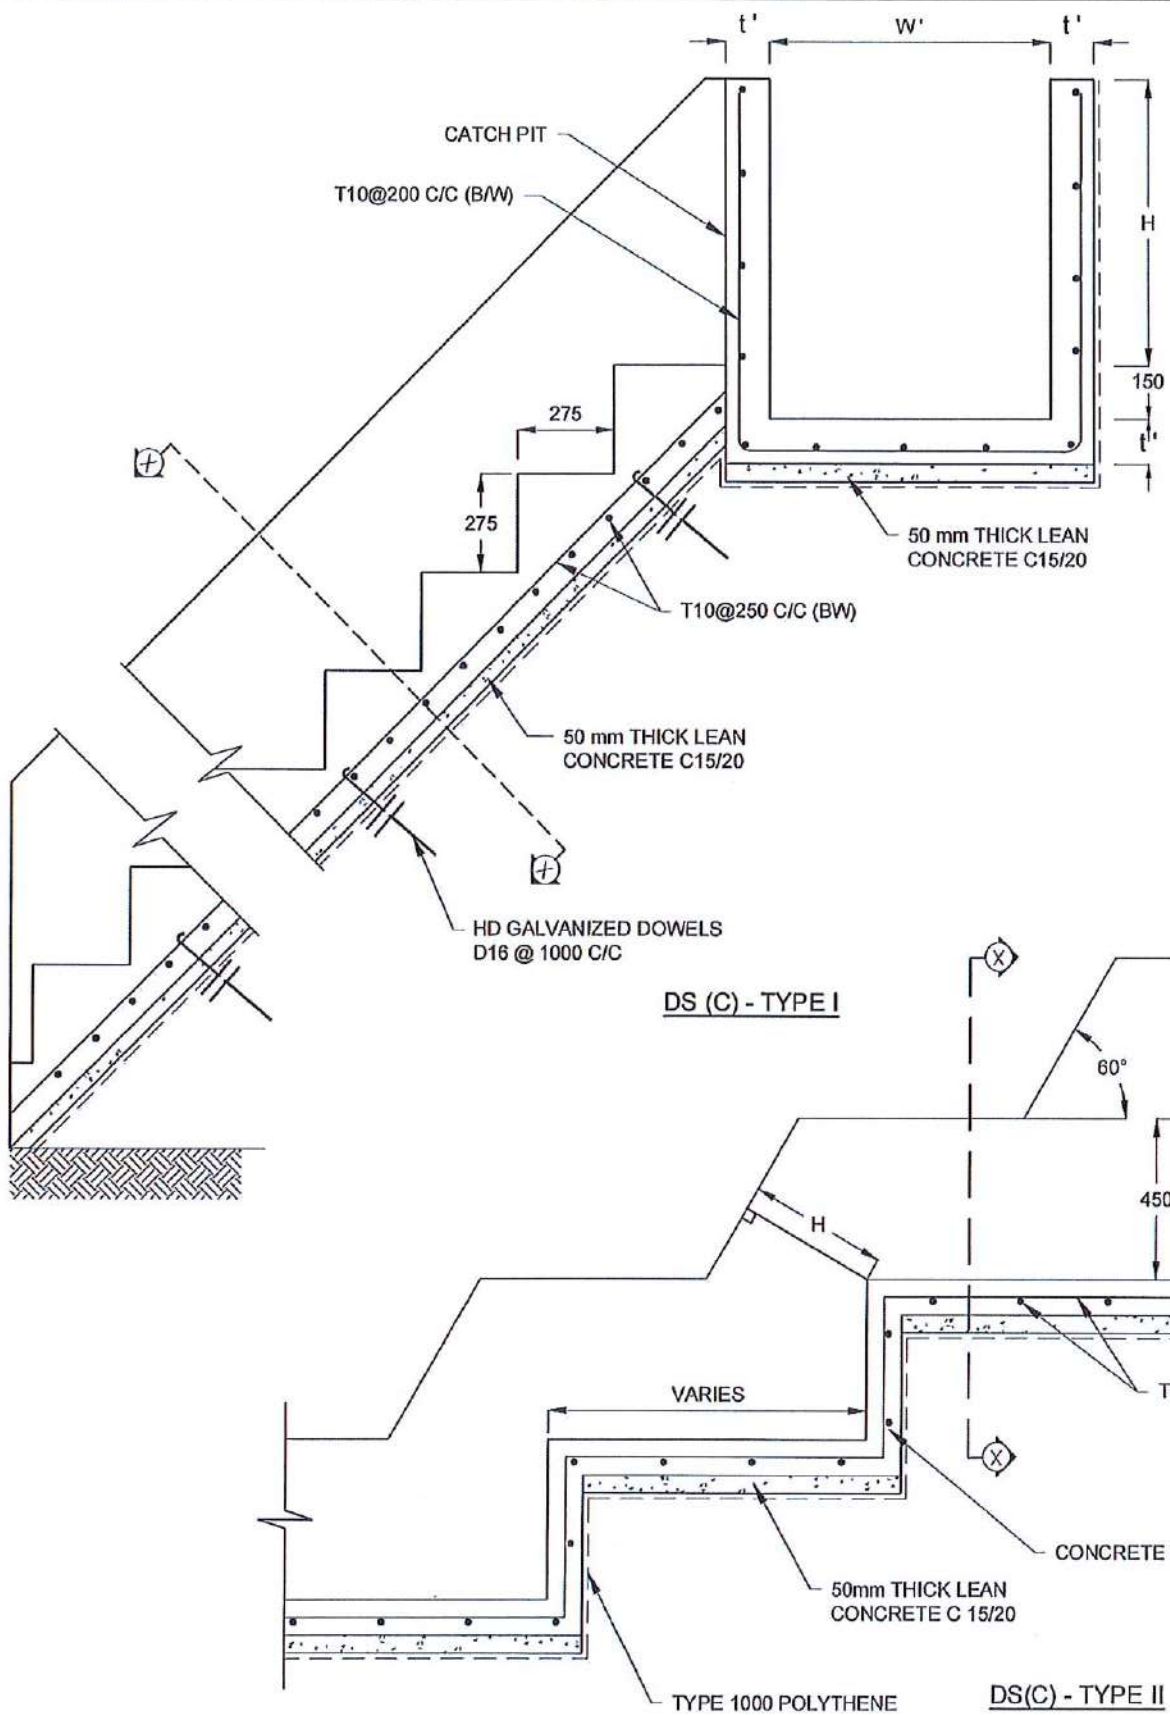 t' W' t'
CATCH PIT
T10@200 C/C (B/W)
H
150
t'
275
275
50 mm THICK LEAN
CONCRETE C15/20
T10@250 C/C (BW)
50 mm THICK LEAN
CONCRETE C15/20
HD GALVANIZED DOWELS
D16 @ 1000 C/C
DS (C) - TYPE I
X
60°
H
450
T
VARIES
X
CONCRETE
50mm THICK LEAN
CONCRETE C 15/20
TYPE 1000 POLYTHENE
DS(C) - TYPE II